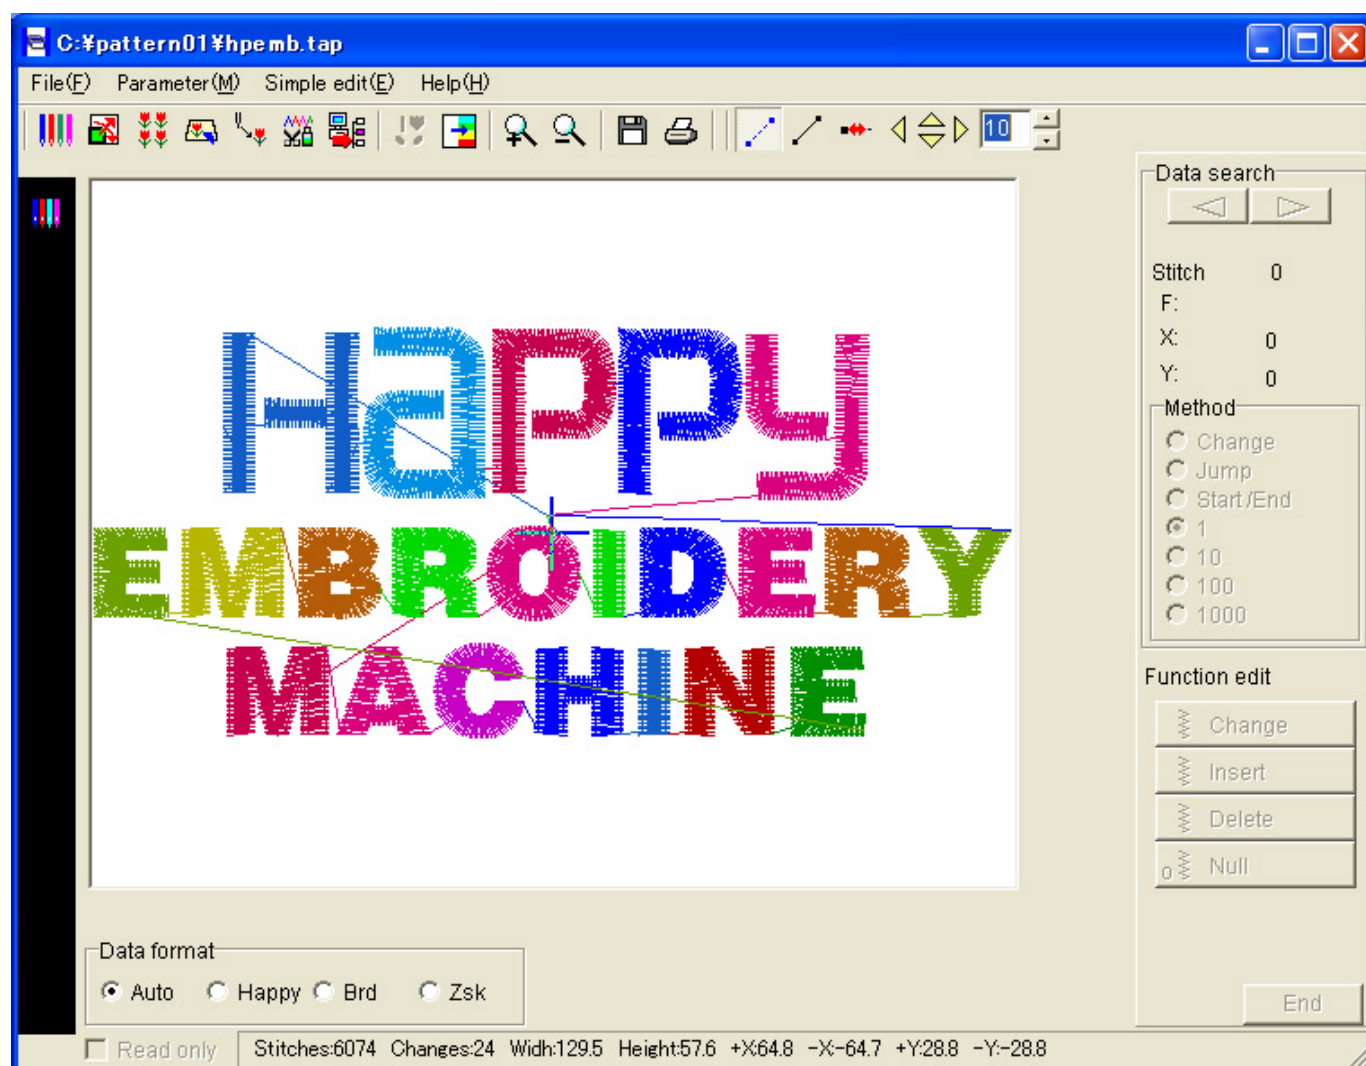 C:¥pattern01¥hpemb.tap
File(F) Parameter(M) Simple edit(E) Help(H)
10
Data search
Stitch 0
F:
X: 0
Y: 0
Method
Change
Jump
Start/End
1
10
100
1000
Happy
EMBROIDERY
MACHINE
Function edit
Change
Insert
Delete
0 Null
Data format
Auto Happy Brd Zsk
End
Read only Stitches:6074 Changes:24 Widh:129.5 Height:57.6 +X:64.8 -X:-64.7 +Y:28.8 -Y:-28.8